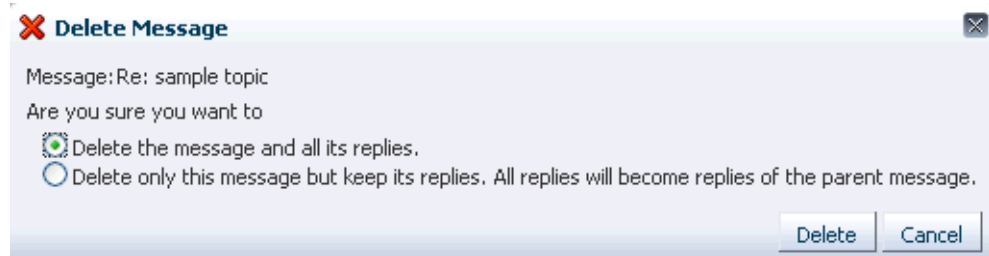 Delete Message
Message: Re: sample topic
Are you sure you want to
Delete the message and all its replies.
Delete only this message but keep its replies. All replies will become replies of the parent message.
Delete Cancel